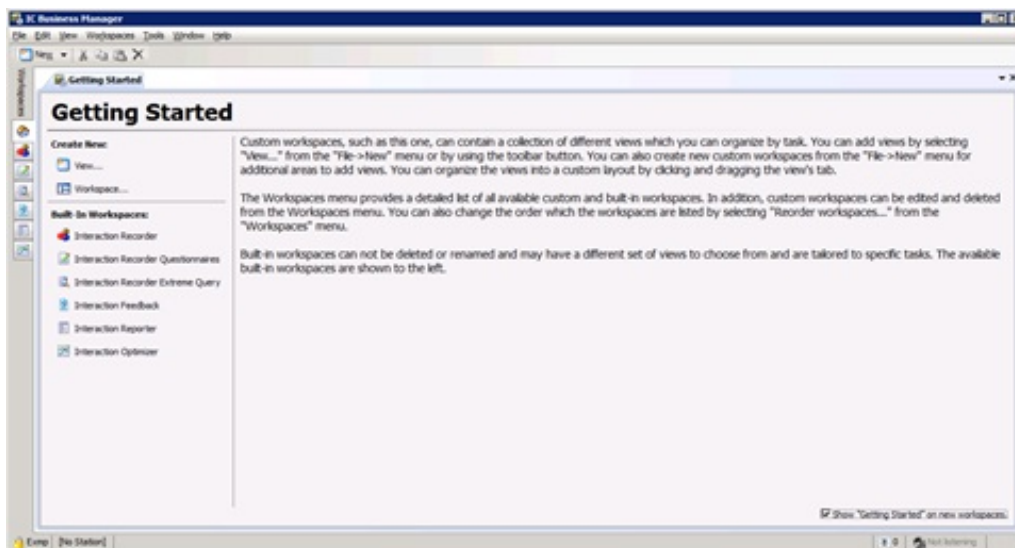 IC Business Manager
File Edit View Workspaces Tools Window Help
New
Workspaces
Getting Started
Getting Started
Create New:
View...
Workspace...
Built-In Workspaces:
Interaction Recorder
Interaction Recorder Questionnaires
Interaction Recorder Extreme Query
Interaction Feedback
Interaction Reporter
Interaction Optimizer
Custom workspaces, such as this one, can contain a collection of different views which you can organize by task. You can add views by selecting
"View..." from the "File->New" menu or by using the toolbar button. You can also create new custom workspaces from the "File->New" menu for
additional areas to add views. You can organize the views into a custom layout by clicking and dragging the view's tab.
The Workspaces menu provides a detailed list of all available custom and built-in workspaces. In addition, custom workspaces can be edited and deleted
from the Workspaces menu. You can also change the order which the workspaces are listed by selecting "Reorder workspaces..." from the
"Workspaces" menu.
Built-in workspaces can not be deleted or renamed and may have a different set of views to choose from and are tailored to specific tasks. The available
built-in workspaces are shown to the left.
Show "Getting Started" on new workspaces.
[No Station]
0
Not listening